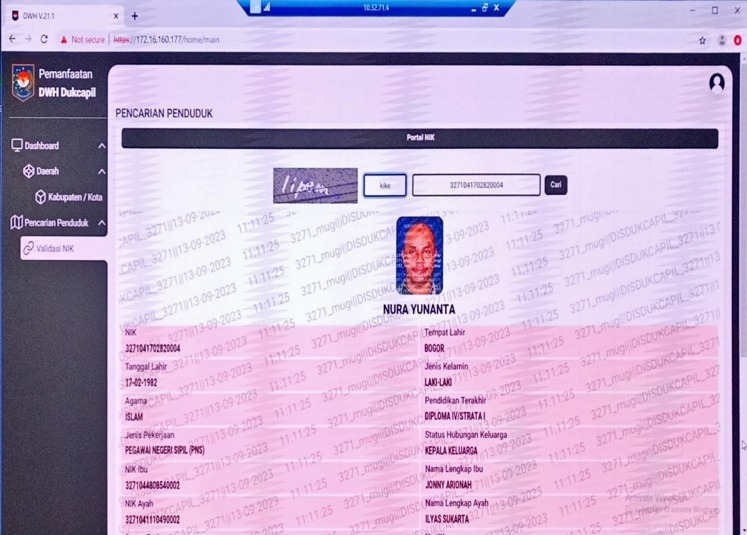 DWH V.21.1
10.32.71.4
Not secure https://172.16.160.177/home/main
Pemanfaatan
DWH Dukcapil
Dashboard
Daerah
Kabupaten / Kota
Pencarian Penduduk
Validasi NIK
PENCARIAN PENDUDUK
Portal NIK
kike
3271041702820004
Cari
NURA YUNANTA
NIK
3271041702820004
Tempat Lahir
BOGOR
Tanggal Lahir
17-02-1982
Jenis Kelamin
LAKI-LAKI
Agama
ISLAM
Pendidikan Terakhir
DIPLOMA IV/STRATA I
Jenis Pekerjaan
PEGAWAI NEGERI SIPIL (PNS)
Status Hubungan Keluarga
KEPALA KELUARGA
NIK Ibu
3271044808540002
Nama Lengkap Ibu
JONNY ARIONAH
NIK Ayah
3271041110490002
Nama Lengkap Ayah
ILYAS SUKARTA
3271_mugi||DISDUKCAPIL_3271||13-09-2023 11:11:25
Activate Windows